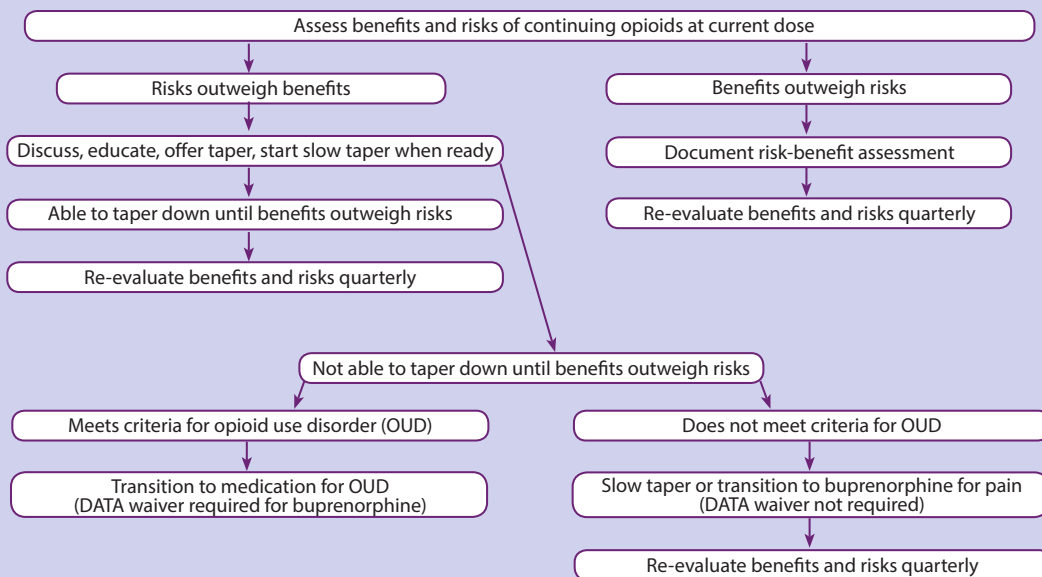 Assess benefits and risks of continuing opioids at current dose
Risks outweigh benefits
Benefits outweigh risks
Discuss, educate, offer taper, start slow taper when ready
Document risk-benefit assessment
Able to taper down until benefits outweigh risks
Re-evaluate benefits and risks quarterly
Re-evaluate benefits and risks quarterly
Not able to taper down until benefits outweigh risks
Meets criteria for opioid use disorder (OUD)
Does not meet criteria for OUD
Transition to medication for OUD
(DATA waiver required for buprenorphine)
Slow taper or transition to buprenorphine for pain
(DATA waiver not required)
Re-evaluate benefits and risks quarterly